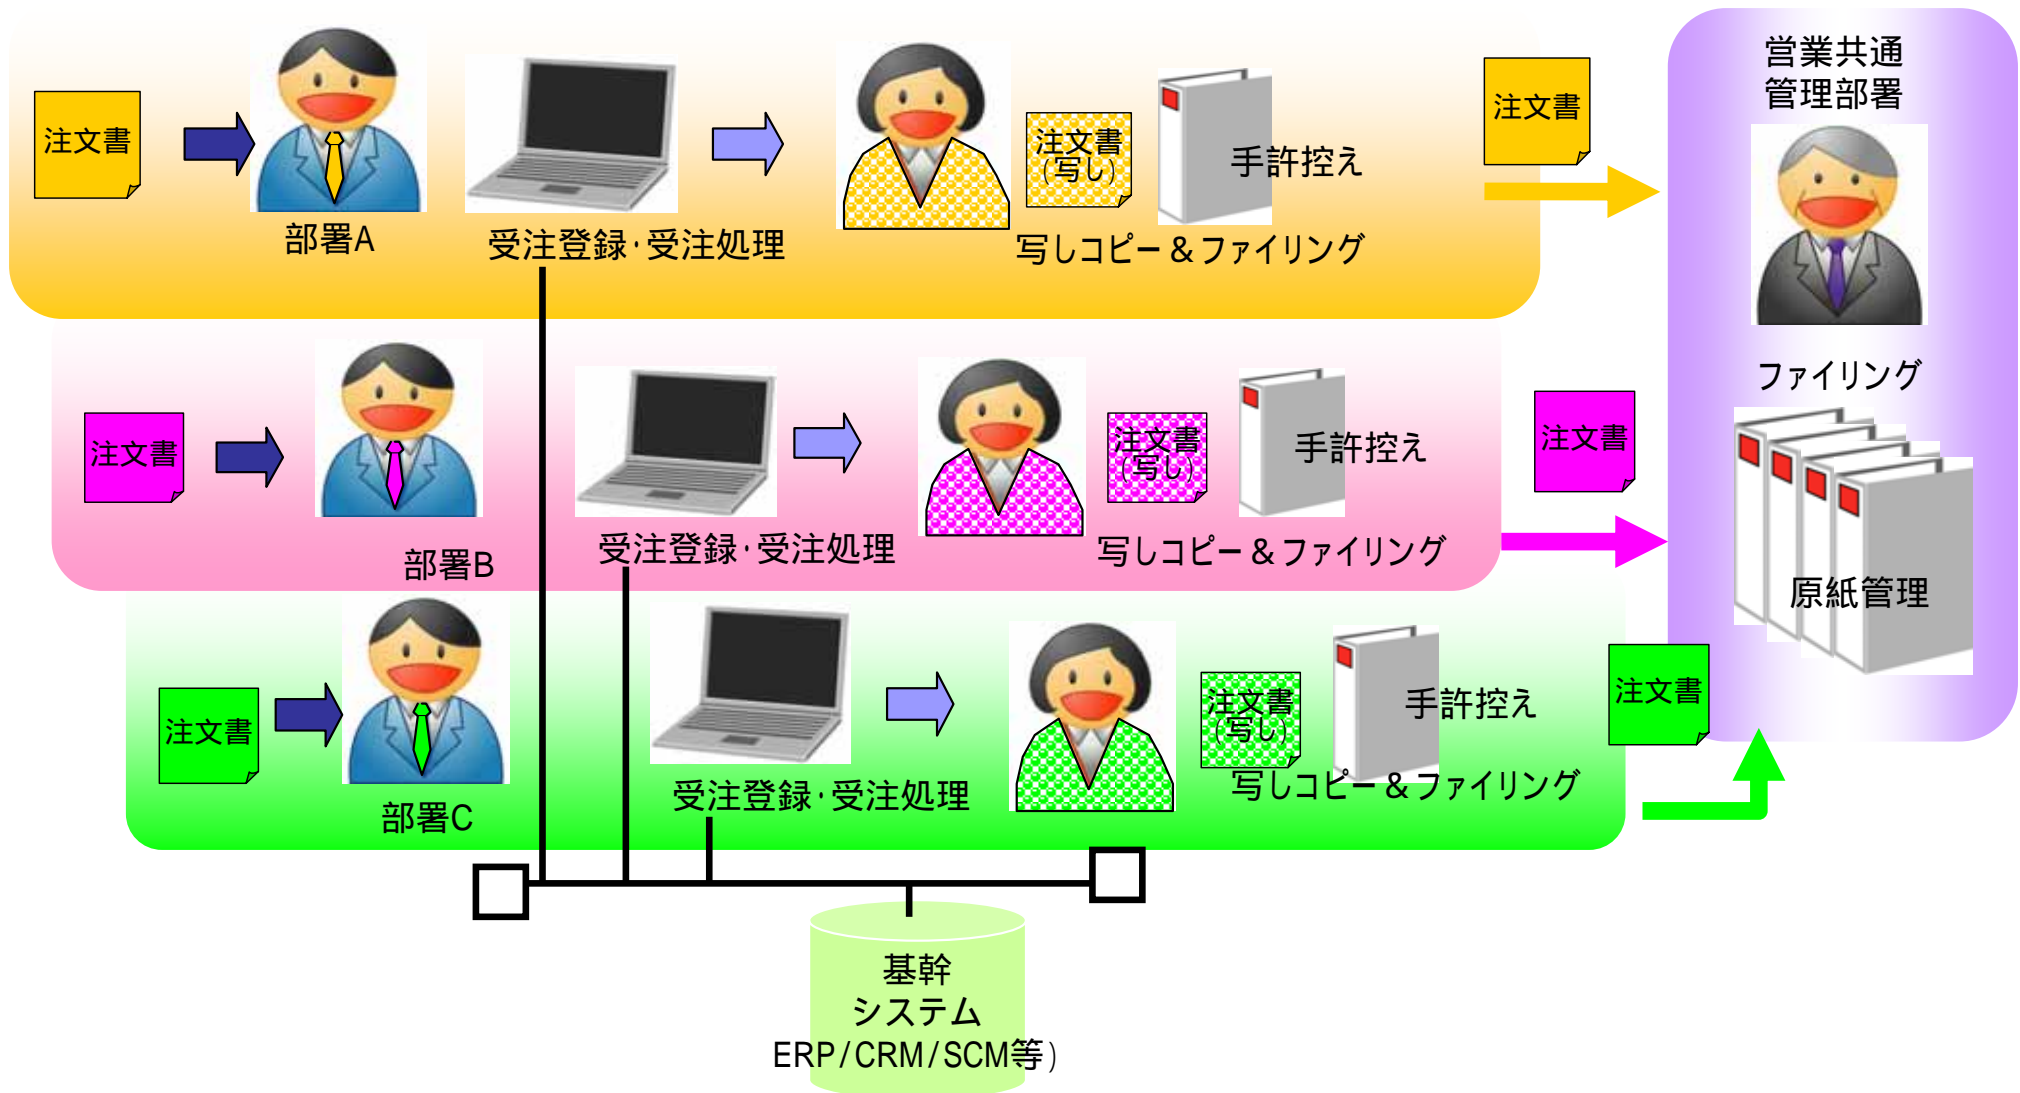 注文書
部署A
受注登録・受注処理
注文書
(写し)
手許控え
写しコピー＆ファイリング
注文書
営業共通
管理部署
ファイリング
原紙管理
注文書
部署B
受注登録・受注処理
注文書
(写し)
手許控え
写しコピー＆ファイリング
注文書
注文書
部署C
受注登録・受注処理
注文書
(写し)
手許控え
写しコピー＆ファイリング
注文書
基幹
システム
ERP/CRM/SCM等)